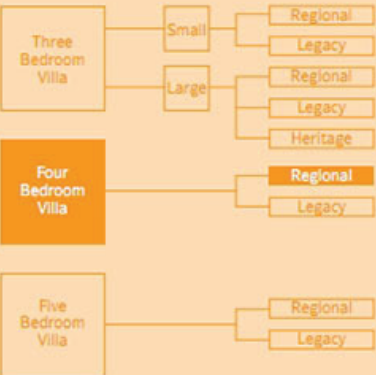 Three
Bedroom
Villa
Small
Regional
Legacy
Large
Regional
Legacy
Heritage
Four
Bedroom
Villa
Regional
Legacy
Five
Bedroom
Villa
Regional
Legacy